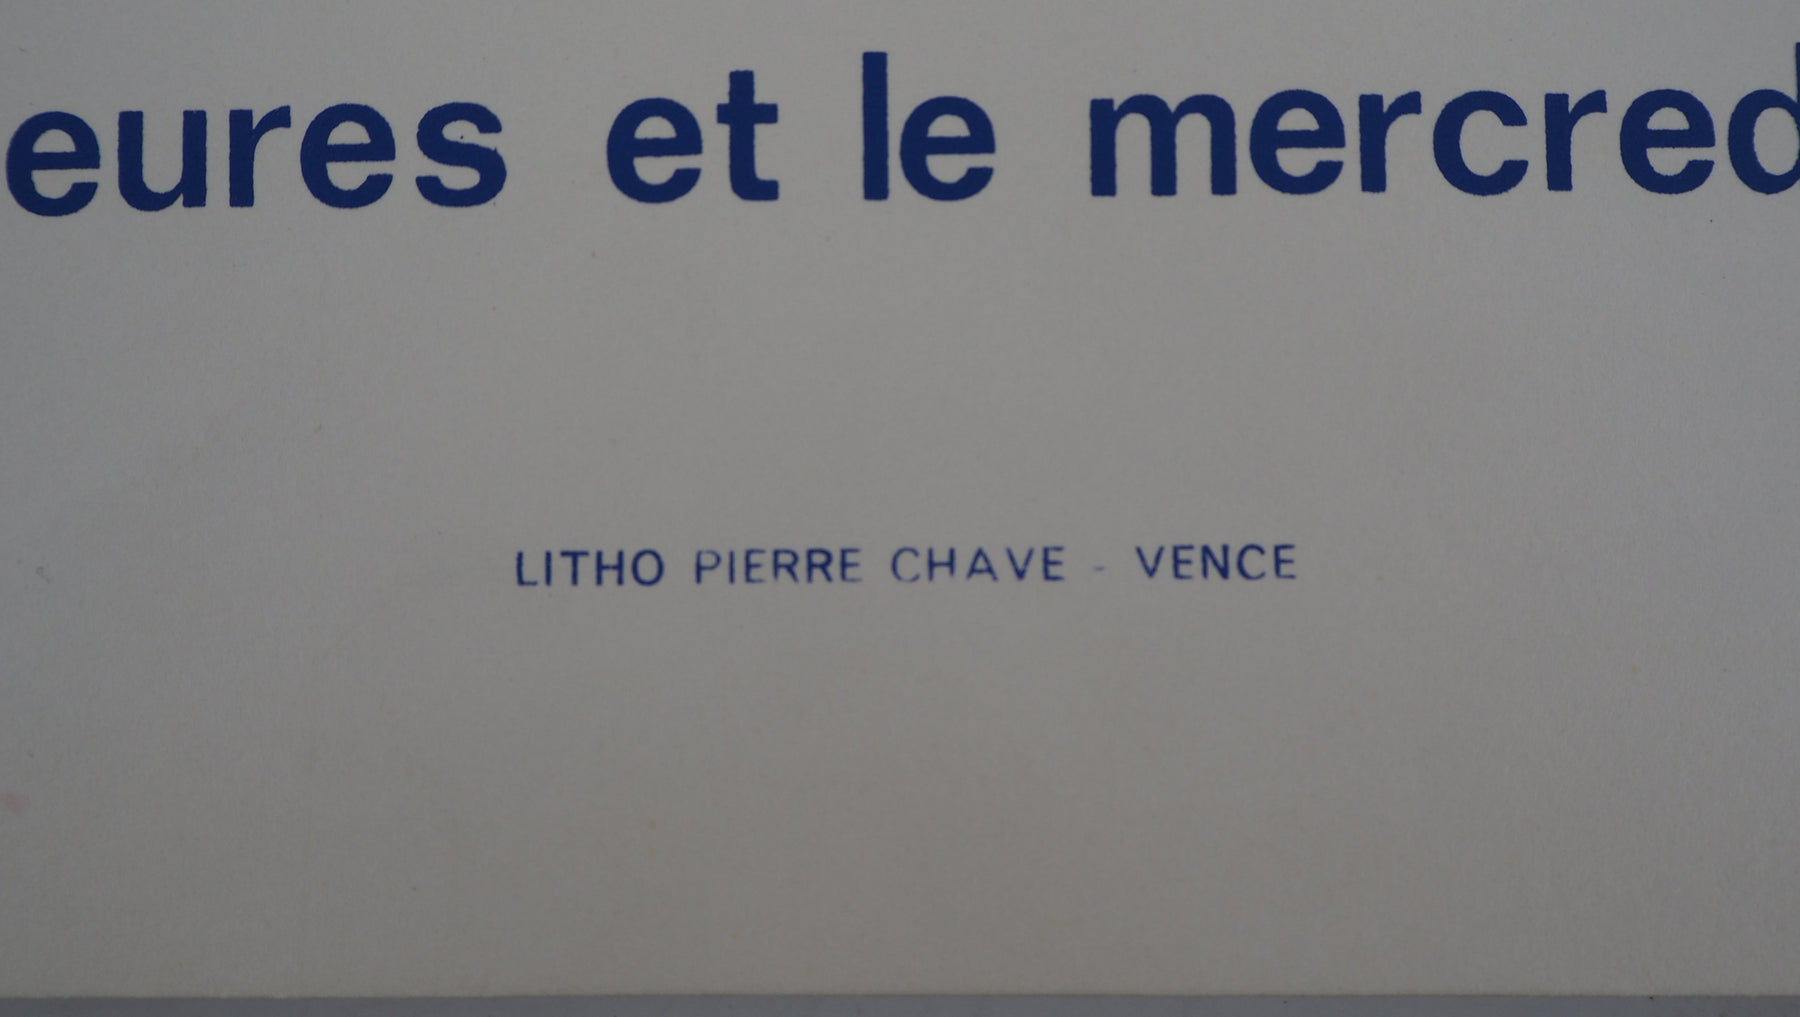 eures et le mercred
LITHO PIERRE CHAVE - VENCE